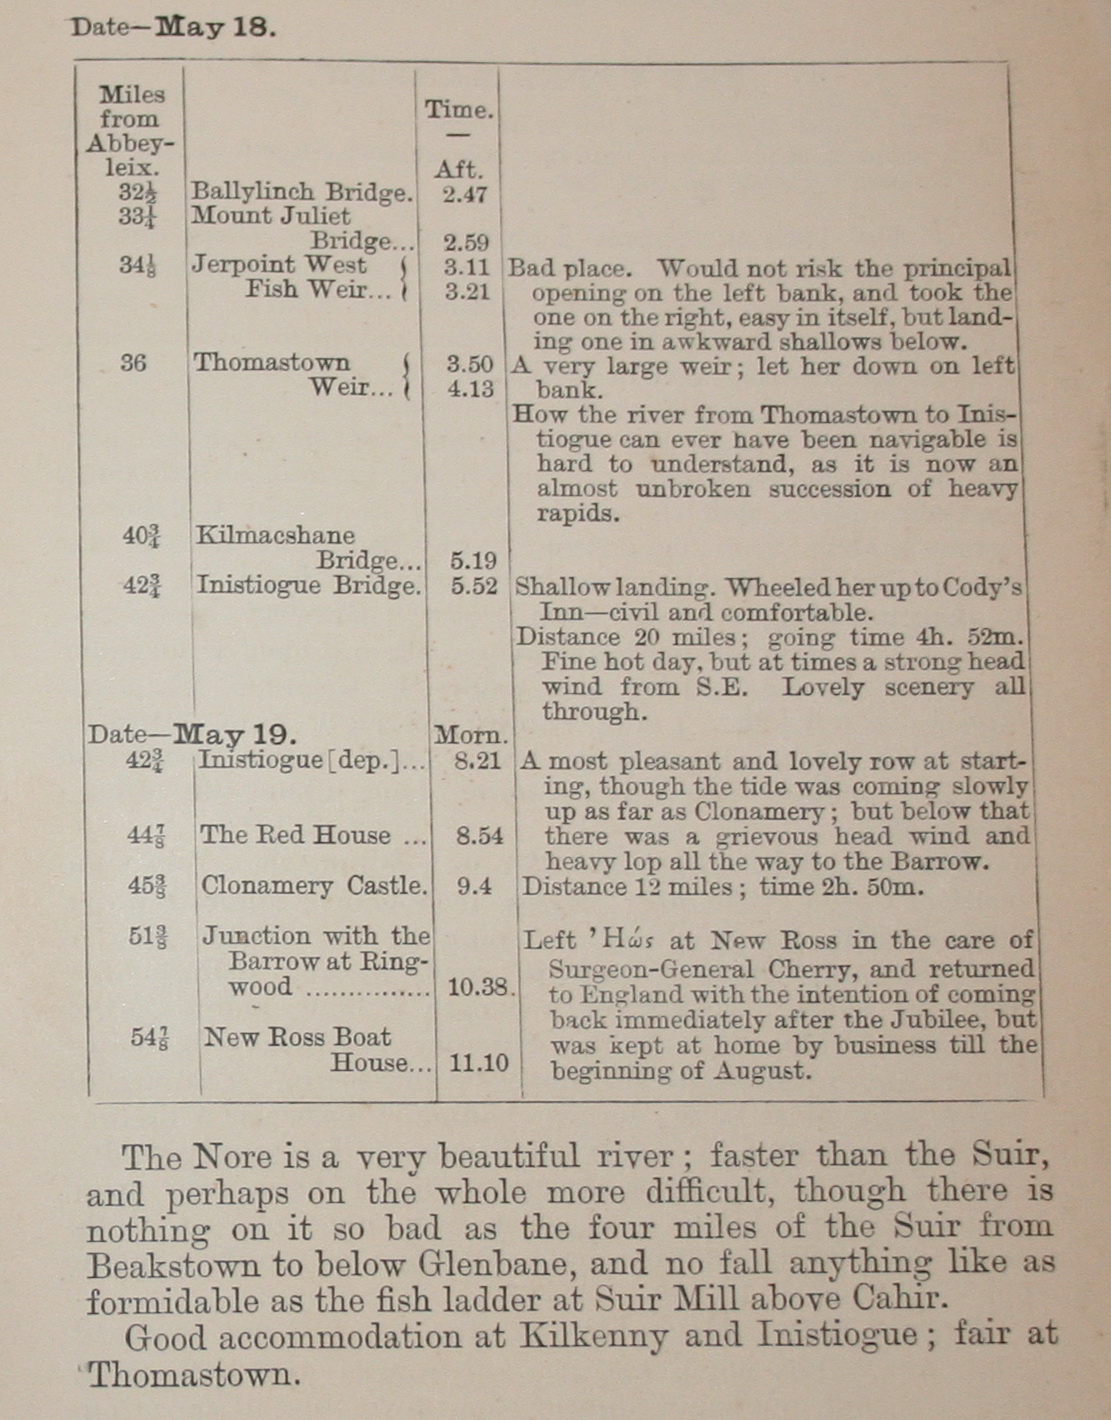 Date—May 18.
Miles
from
Abbey-
leix.
Time.
—
Aft.
32½ Ballylinch Bridge. 2.47
33¼ Mount Juliet
Bridge... 2.59
34⅛ Jerpoint West 3.11 Bad place. Would not risk the principal
Fish Weir... 3.21 opening on the left bank, and took the
one on the right, easy in itself, but land-
ing one in awkward shallows below.
36 Thomastown 3.50 A very large weir; let her down on left
Weir... 4.13 bank.
How the river from Thomastown to Inis-
tiogue can ever have been navigable is
hard to understand, as it is now an
almost unbroken succession of heavy
rapids.
40¾ Kilmacshane
Bridge... 5.19
42¾ Inistiogue Bridge. 5.52 Shallow landing. Wheeled her up to Cody's
Inn—civil and comfortable.
Distance 20 miles; going time 4h. 52m.
Fine hot day, but at times a strong head
wind from S.E. Lovely scenery all
through.
Date—May 19. Morn.
42¾ Inistiogue [dep.]... 8.21 A most pleasant and lovely row at start-
ing, though the tide was coming slowly
up as far as Clonamery; but below that
44⅞ The Red House ... 8.54 there was a grievous head wind and
heavy lop all the way to the Barrow.
45⅜ Clonamery Castle. 9.4 Distance 12 miles; time 2h. 50m.
51⅜ Junction with the Left Ἠώς at New Ross in the care of
Barrow at Ring- Surgeon-General Cherry, and returned
wood ............... 10.38. to England with the intention of coming
back immediately after the Jubilee, but
54⅞ New Ross Boat was kept at home by business till the
House... 11.10 beginning of August.
The Nore is a very beautiful river; faster than the Suir,
and perhaps on the whole more difficult, though there is
nothing on it so bad as the four miles of the Suir from
Beakstown to below Glenbane, and no fall anything like as
formidable as the fish ladder at Suir Mill above Cahir.
Good accommodation at Kilkenny and Inistiogue; fair at
Thomastown.